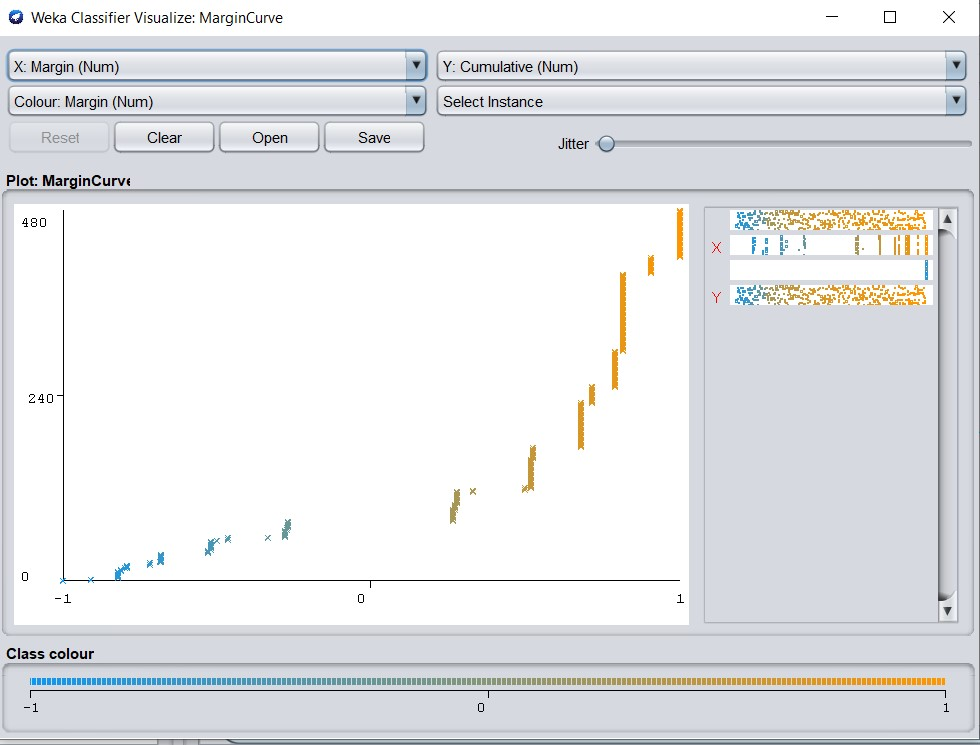 Weka Classifier Visualize: MarginCurve
X: Margin (Num) Y: Cumulative (Num)
Colour: Margin (Num) Select Instance
Reset Clear Open Save Jitter
Plot: MarginCurve
480
240
0
-1 0 1
X
Y
Class colour
-1 0 1